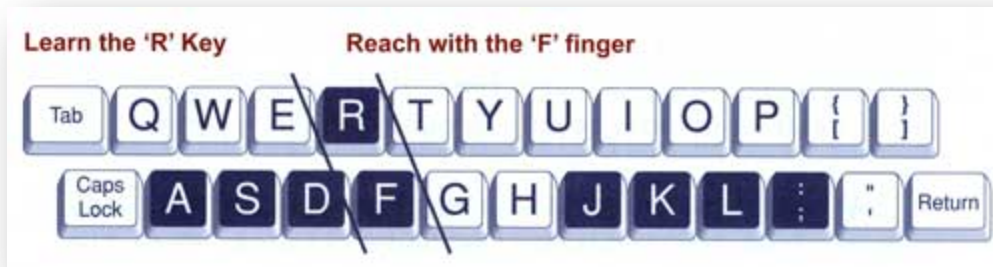 Learn the ‘R’ Key Reach with the ‘F’ finger
Tab Q W E R T Y U I O P { [ } ]
Caps Lock A S D F G H J K L : ; " ' Return